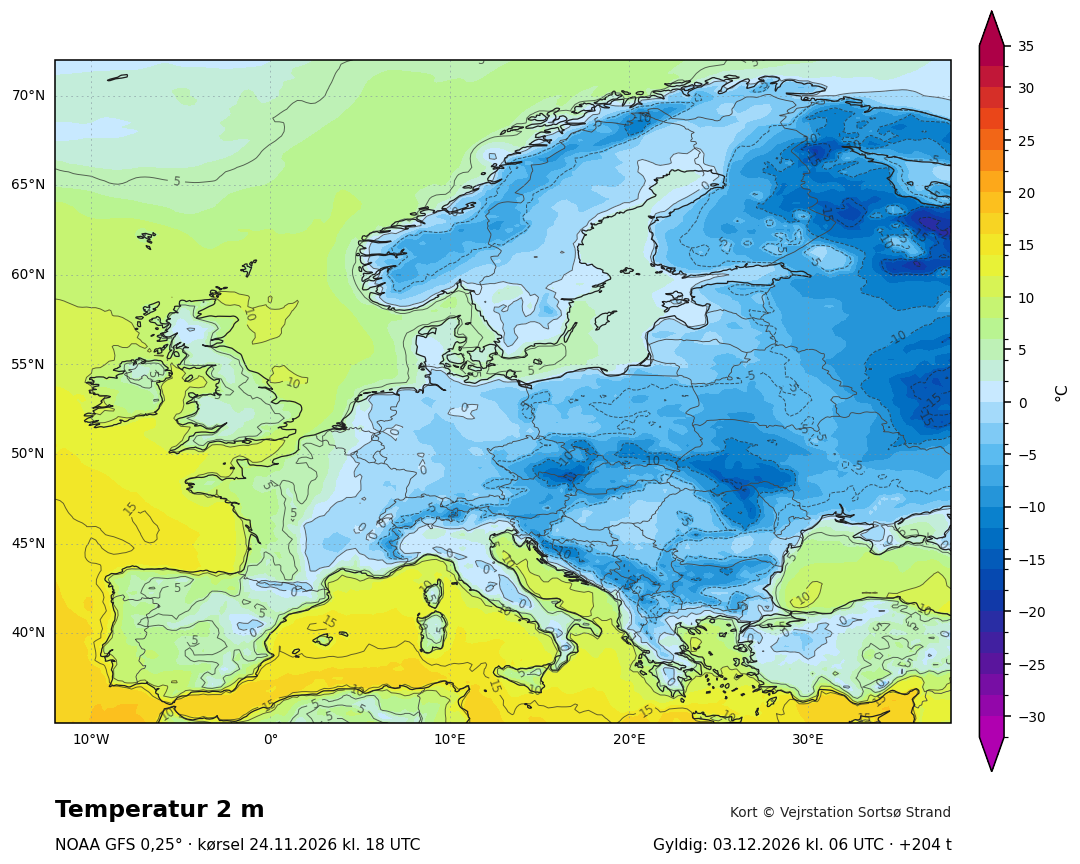 35
30
25
20
15
10
5
0
−5
−10
−15
−20
−25
−30
°C
70°N
65°N
60°N
55°N
50°N
45°N
40°N
10°W
0°
10°E
20°E
30°E
Temperatur 2 m
Kort © Vejrstation Sortsø Strand
NOAA GFS 0,25° · kørsel 24.11.2026 kl. 18 UTC
Gyldig: 03.12.2026 kl. 06 UTC · +204 t